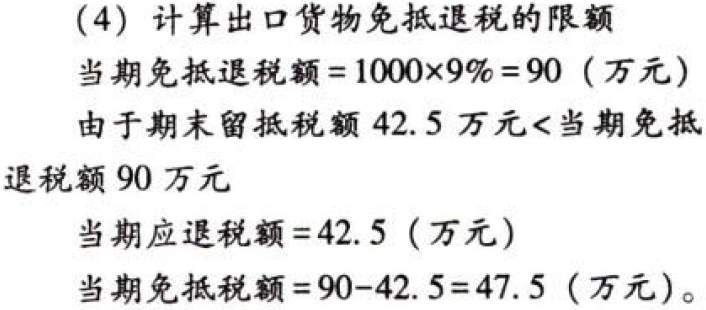 (4) 计算出口货物免抵退税的限额
当期免抵退税额=1000×9%=90 (万元)
由于期末留抵税额 42.5 万元<当期免抵
退税额 90 万元
当期应退税额=42.5 (万元)
当期免抵税额=90-42.5=47.5 (万元)。